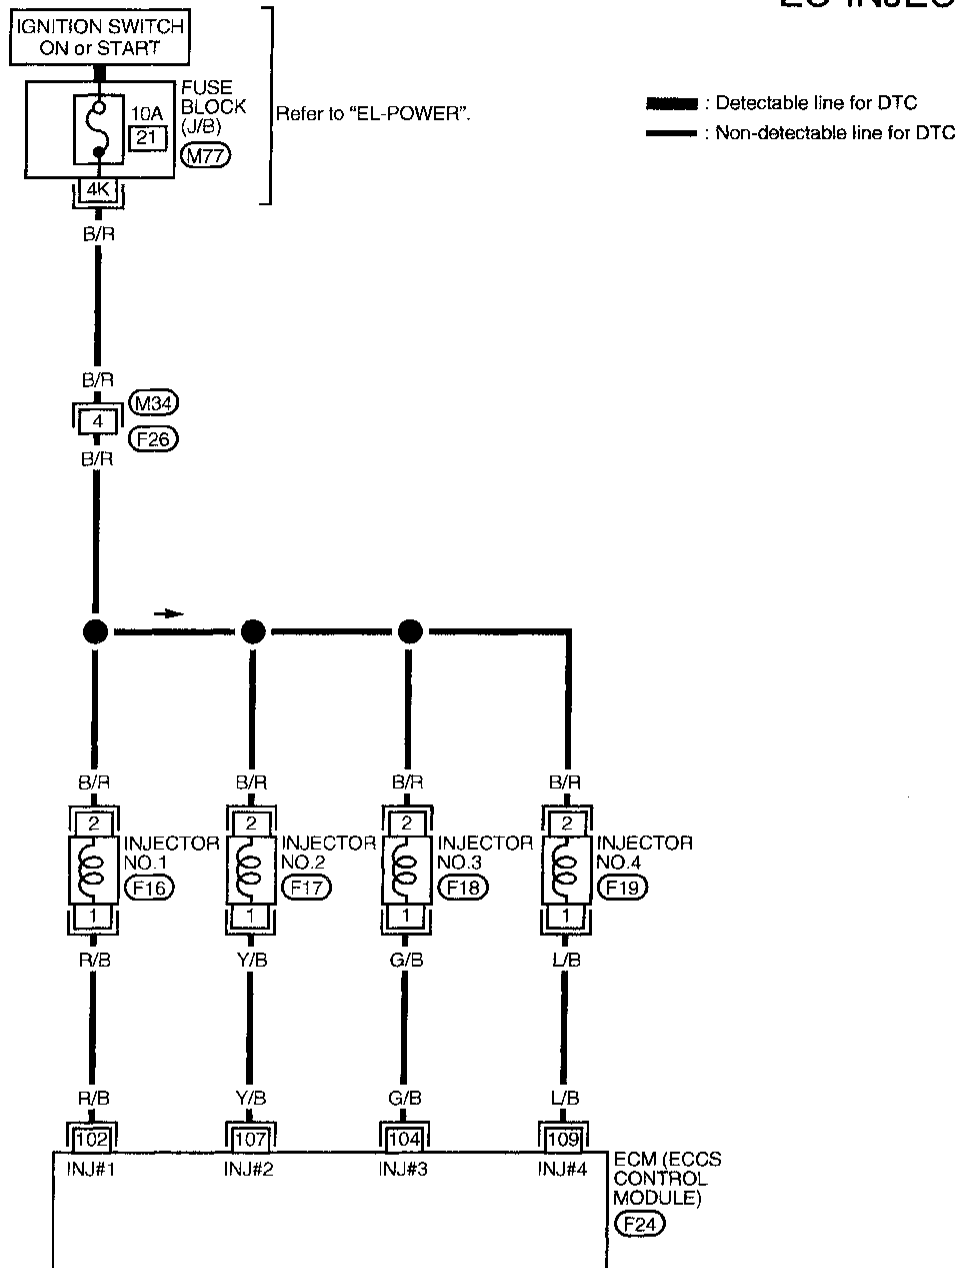 IGNITION SWITCH
ON or START
FUSE
BLOCK
(J/B)
10A
21
M77
4K
Refer to "EL-POWER".
: Detectable line for DTC
: Non-detectable line for DTC
B/R
B/R
M34
4
F26
B/R
B/R B/R B/R B/R
2 2 2 2
INJECTOR NO.1
F16
INJECTOR NO.2
F17
INJECTOR NO.3
F18
INJECTOR NO.4
F19
1 1 1 1
R/B Y/B G/B L/B
R/B Y/B G/B L/B
102 107 104 109
INJ#1 INJ#2 INJ#3 INJ#4
ECM (ECCS
CONTROL
MODULE)
F24